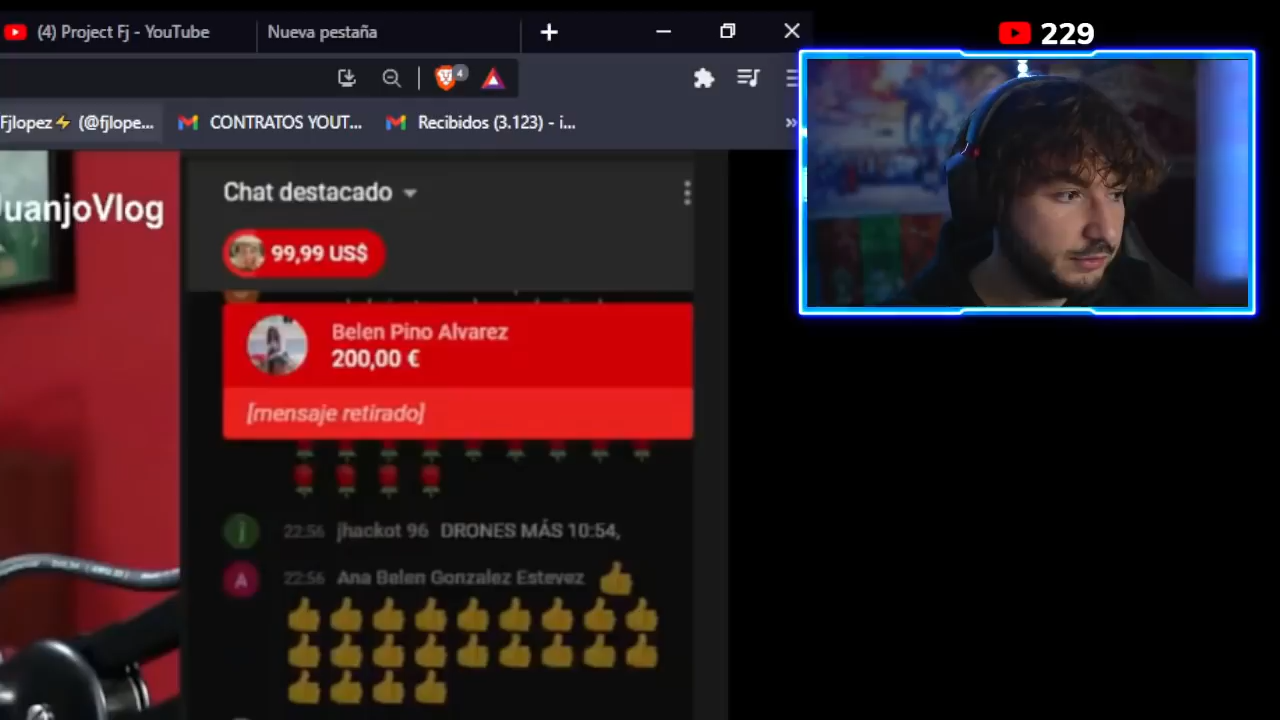 (4) Project Fj - YouTube
Nueva pestaña
229
4
Fjlopez⚡ (@fjlope...
CONTRATOS YOUT...
Recibidos (3.123) - i...
»
JuanjoVlog
Chat destacado
99,99 US$
Belen Pino Alvarez
200,00 €
[mensaje retirado]
j 22:56 jhackot 96 DRONES MÁS 10:54,
A 22:56 Ana Belen Gonzalez Estevez